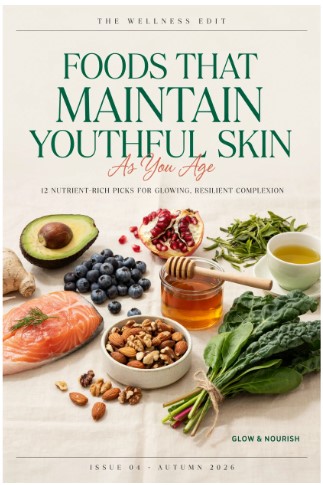 THE WELLNESS EDIT
FOODS THAT
MAINTAIN
YOUTHFUL SKIN
As You Age
12 NUTRIENT-RICH PICKS FOR GLOWING, RESILIENT COMPLEXION
GLOW & NOURISH
ISSUE 04 - AUTUMN 2026